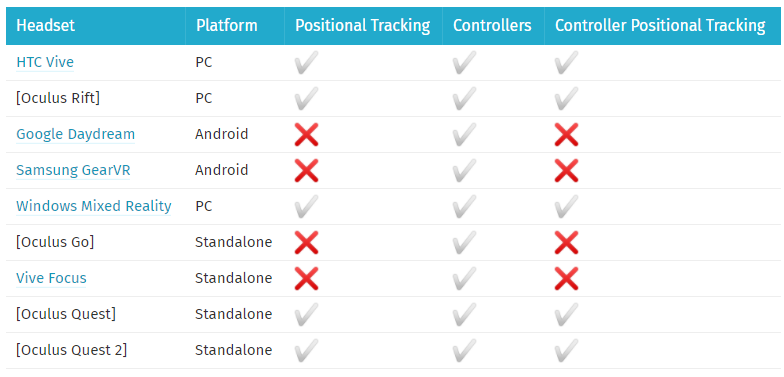 Headset Platform Positional Tracking Controllers Controller Positional Tracking
HTC Vive PC ✔ ✔ ✔
[Oculus Rift] PC ✔ ✔ ✔
Google Daydream Android ❌ ✔ ❌
Samsung GearVR Android ❌ ✔ ❌
Windows Mixed Reality PC ✔ ✔ ✔
[Oculus Go] Standalone ❌ ✔ ❌
Vive Focus Standalone ❌ ✔ ❌
[Oculus Quest] Standalone ✔ ✔ ✔
[Oculus Quest 2] Standalone ✔ ✔ ✔